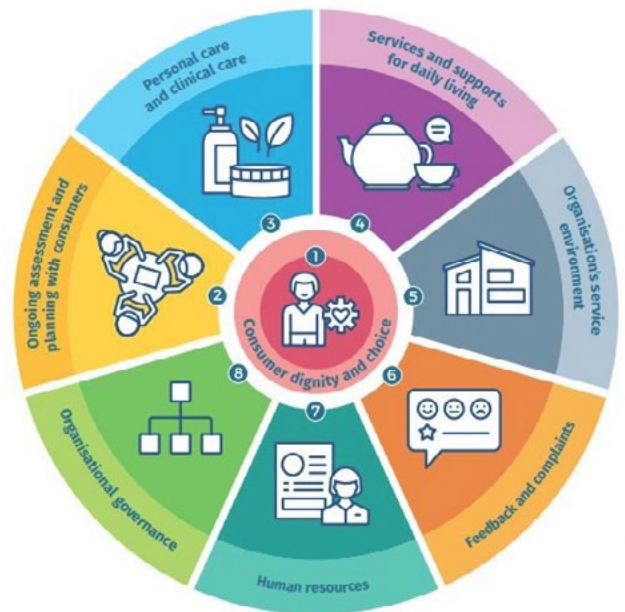 1
Consumer dignity and choice
2
Ongoing assessment and
planning with consumers
3
Personal care
and clinical care
4
Services and supports
for daily living
5
Organisation's service
environment
6
Feedback and complaints
7
Human resources
8
Organisational governance